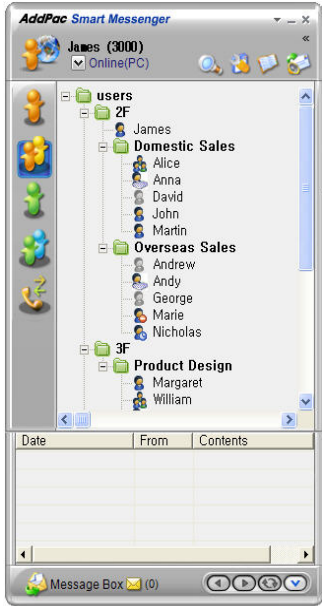 AddPac Smart Messenger
James (3000)
Online(PC)
users
2F
James
Domestic Sales
Alice
Anna
David
John
Martin
Overseas Sales
Andrew
Andy
George
Marie
Nicholas
3F
Product Design
Margaret
William
Date From Contents
Message Box (0)